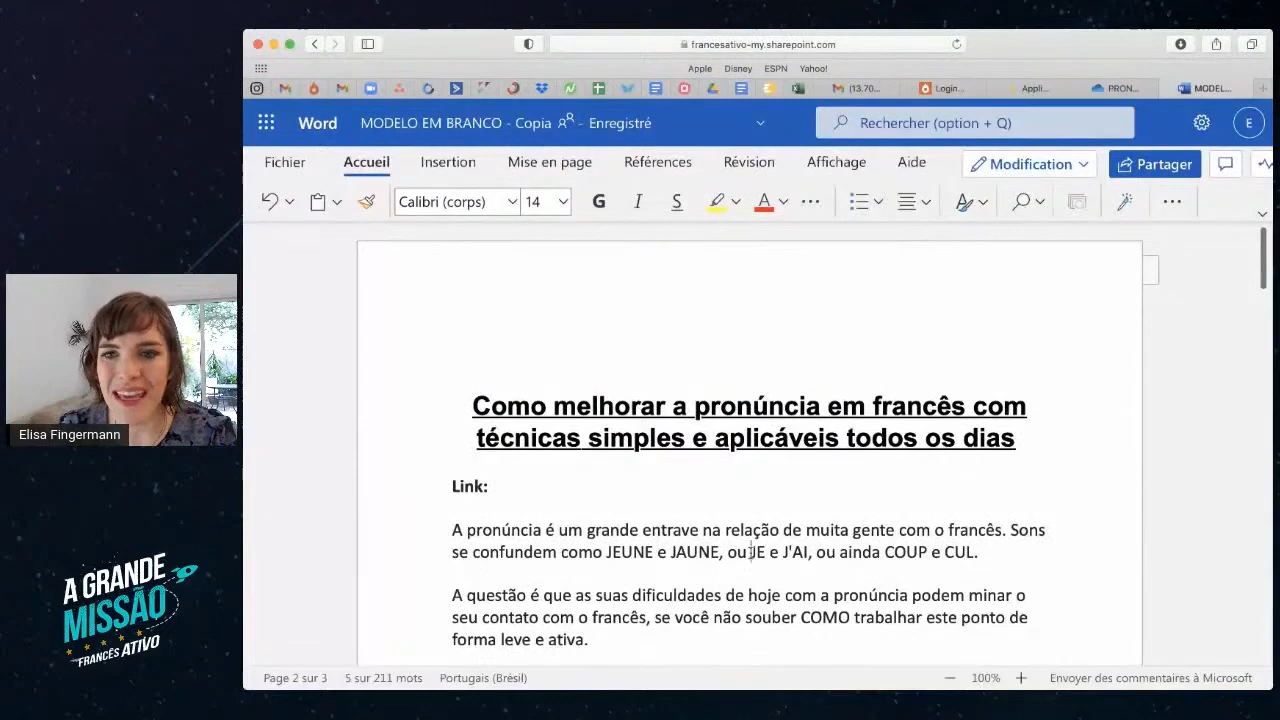 francesativo-my.sharepoint.com
Apple Disney ESPN Yahoo!
(13.70... Login... Appli... PRON... MODEL...
Word MODELO EM BRANCO - Copia - Enregistré Rechercher (option + Q) E
Fichier Accueil Insertion Mise en page Références Révision Affichage Aide Modification Partager
Calibri (corps) 14 G I S A ...
Como melhorar a pronúncia em francês com
técnicas simples e aplicáveis todos os dias
Link:
A pronúncia é um grande entrave na relação de muita gente com o francês. Sons
se confundem como JEUNE e JAUNE, ou JE e J'AI, ou ainda COUP e CUL.
A questão é que as suas dificuldades de hoje com a pronúncia podem minar o
seu contato com o francês, se você não souber COMO trabalhar este ponto de
forma leve e ativa.
Page 2 sur 3 5 sur 211 mots Portugais (Brésil) 100% Envoyer des commentaires à Microsoft
Elisa Fingermann
A GRANDE
MISSÃO
FRANCÊS ATIVO